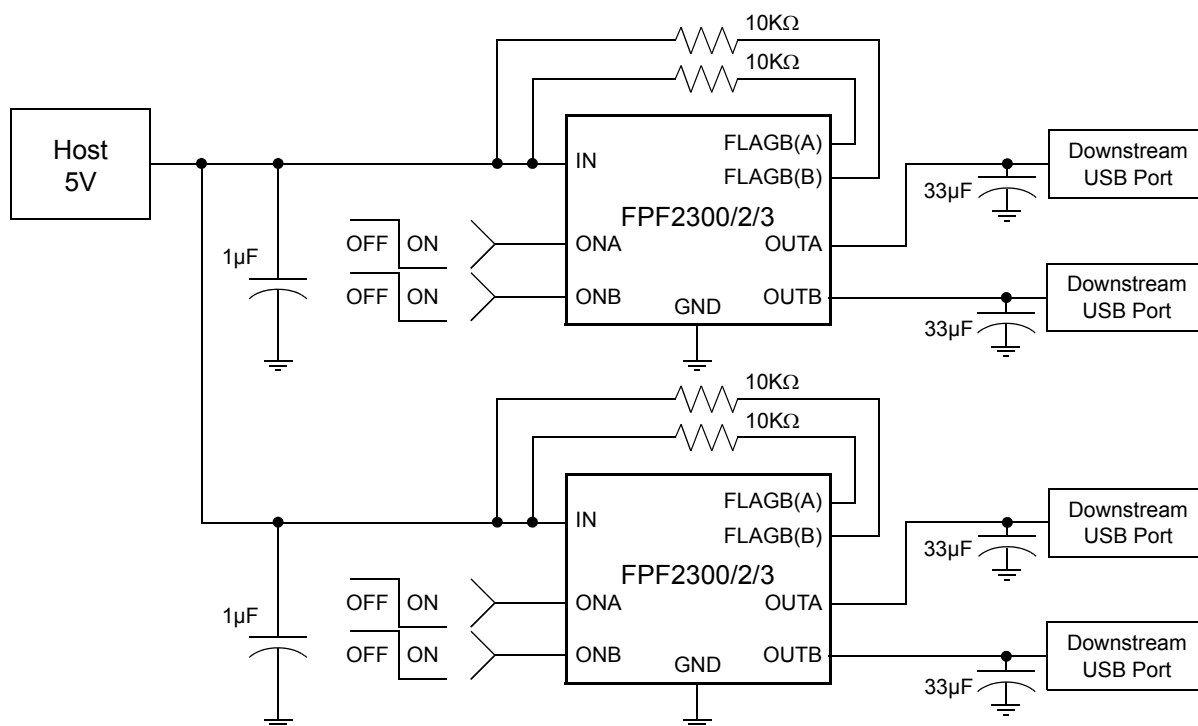 10KΩ
10KΩ
Host
5V
IN
FLAGB(A)
FLAGB(B)
FPF2300/2/3
Downstream
USB Port
33µF
OFF ON
ONA
OUTA
1µF
OFF ON
ONB
OUTB
GND
Downstream
USB Port
33µF
10KΩ
10KΩ
IN
FLAGB(A)
FLAGB(B)
FPF2300/2/3
Downstream
USB Port
33µF
OFF ON
ONA
OUTA
1µF
OFF ON
ONB
OUTB
GND
Downstream
USB Port
33µF